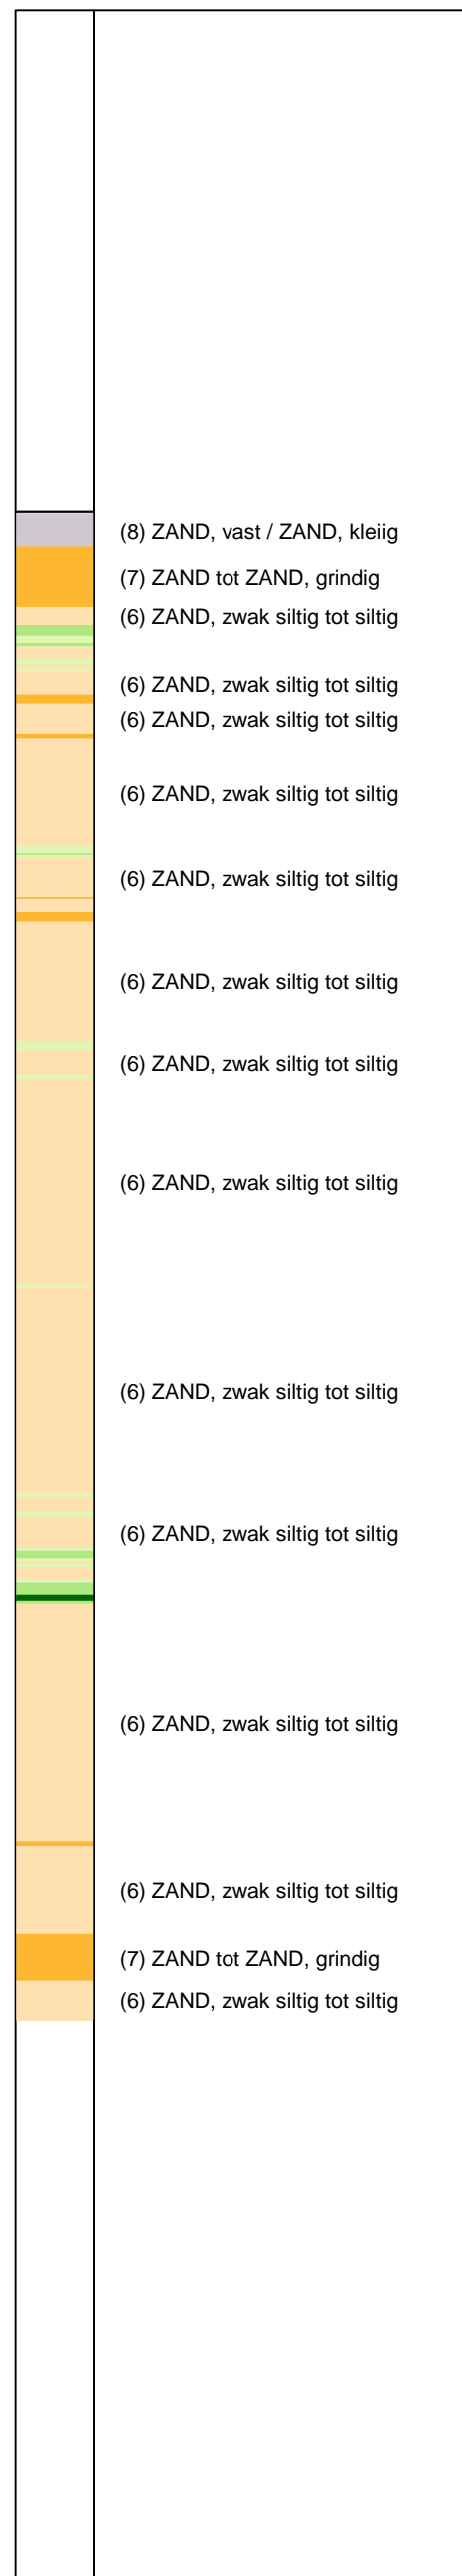 (8) ZAND, vast / ZAND, kleiig
(7) ZAND tot ZAND, grindig
(6) ZAND, zwak siltig tot siltig
(6) ZAND, zwak siltig tot siltig
(6) ZAND, zwak siltig tot siltig
(6) ZAND, zwak siltig tot siltig
(6) ZAND, zwak siltig tot siltig
(6) ZAND, zwak siltig tot siltig
(6) ZAND, zwak siltig tot siltig
(6) ZAND, zwak siltig tot siltig
(6) ZAND, zwak siltig tot siltig
(6) ZAND, zwak siltig tot siltig
(6) ZAND, zwak siltig tot siltig
(6) ZAND, zwak siltig tot siltig
(7) ZAND tot ZAND, grindig
(6) ZAND, zwak siltig tot siltig